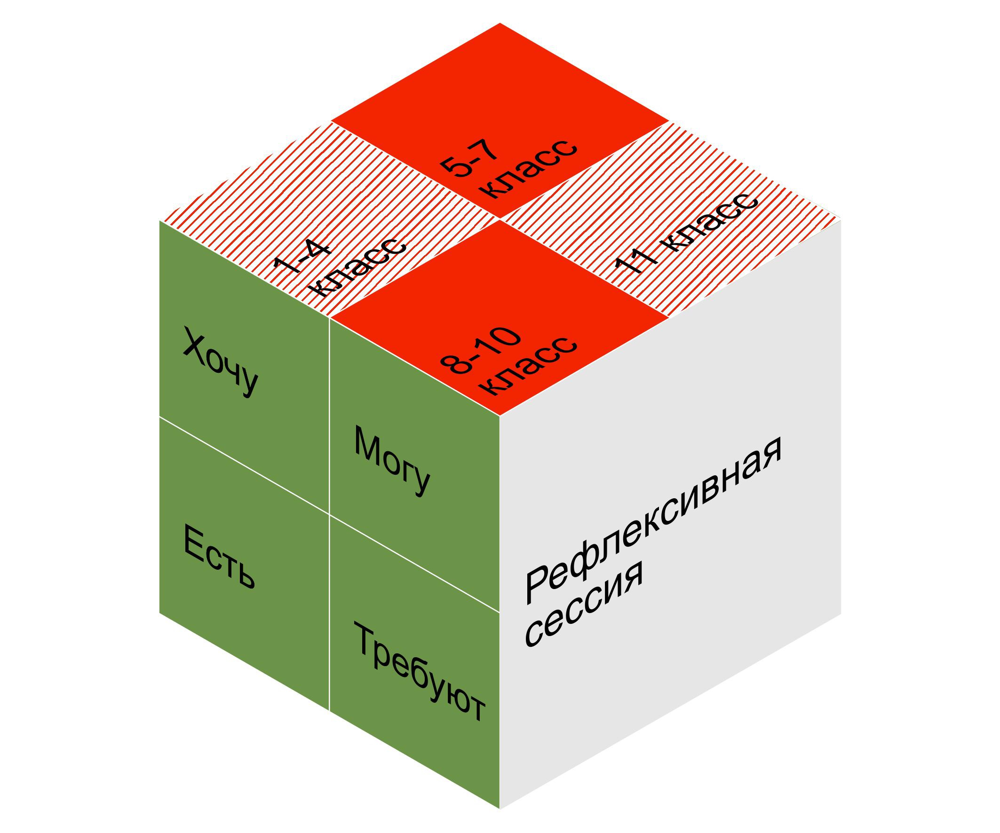 5-7
класс
1-4
класс
11 класс
8-10
класс
Хочу
Могу
Есть
Требуют
Рефлексивная
сессия